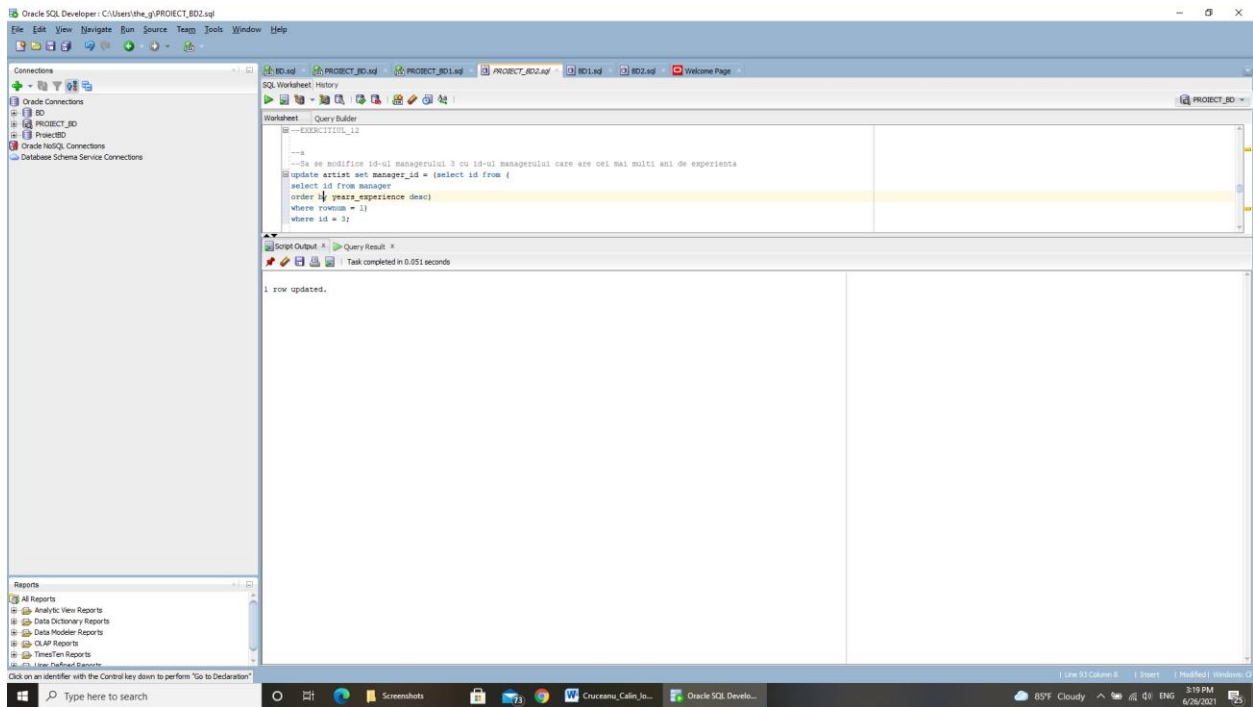 Oracle SQL Developer : C:\Users\the_g\PROIECT_BD2.sql
File Edit View Navigate Run Source Team Tools Window Help
Connections
Oracle Connections
BD
PROIECT_BD
ProiectBD
Oracle NoSQL Connections
Database Schema Service Connections
BD.sql PROIECT_BD.sql PROIECT_BD1.sql PROIECT_BD2.sql BD1.sql BD2.sql Welcome Page
SQL Worksheet History
PROIECT_BD
Worksheet Query Builder
--EXERCITIUL_12
--a
--Sa se modifice id-ul managerului 3 cu id-ul managerului care are cei mai multi ani de experienta
update artist set manager_id = (select id from (
select id from manager
order by years_experience desc)
where rownum = 1)
where id = 3;
Script Output x Query Result x
Task completed in 0.051 seconds
1 row updated.
Reports
All Reports
Analytic View Reports
Data Dictionary Reports
Data Modeler Reports
OLAP Reports
TimesTen Reports
User Defined Reports
Click on an identifier with the Control key down to perform "Go to Declaration"
Line 93 Column 8 | Insert | Modified | Windows: C
Type here to search
Screenshots
73
Cruceanu_Calin_Io...
Oracle SQL Develo...
85°F Cloudy
ENG
3:19 PM
6/26/2021
25